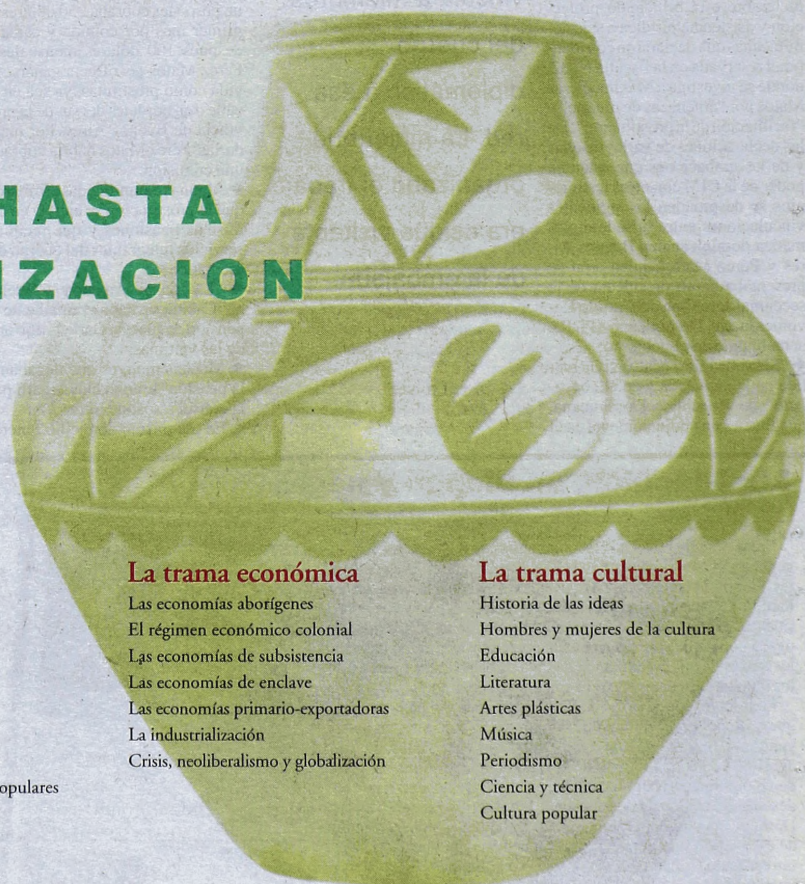 HASTA
IZACION
La trama económica
Las economías aborígenes
El régimen económico colonial
Las economías de subsistencia
Las economías de enclave
Las economías primario-exportadoras
La industrialización
Crisis, neoliberalismo y globalización
opulares
La trama cultural
Historia de las ideas
Hombres y mujeres de la cultura
Educación
Literatura
Artes plásticas
Música
Periodismo
Ciencia y técnica
Cultura popular